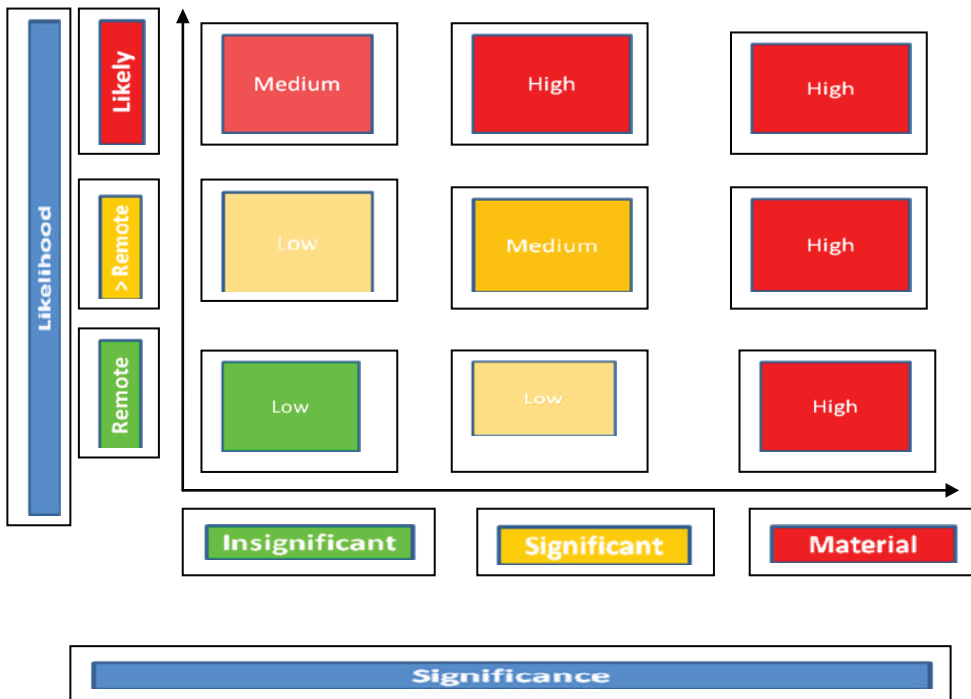 Likelihood
Likely
Medium
High
High
> Remote
Low
Medium
High
Remote
Low
Low
High
Insignificant
Significant
Material
Significance